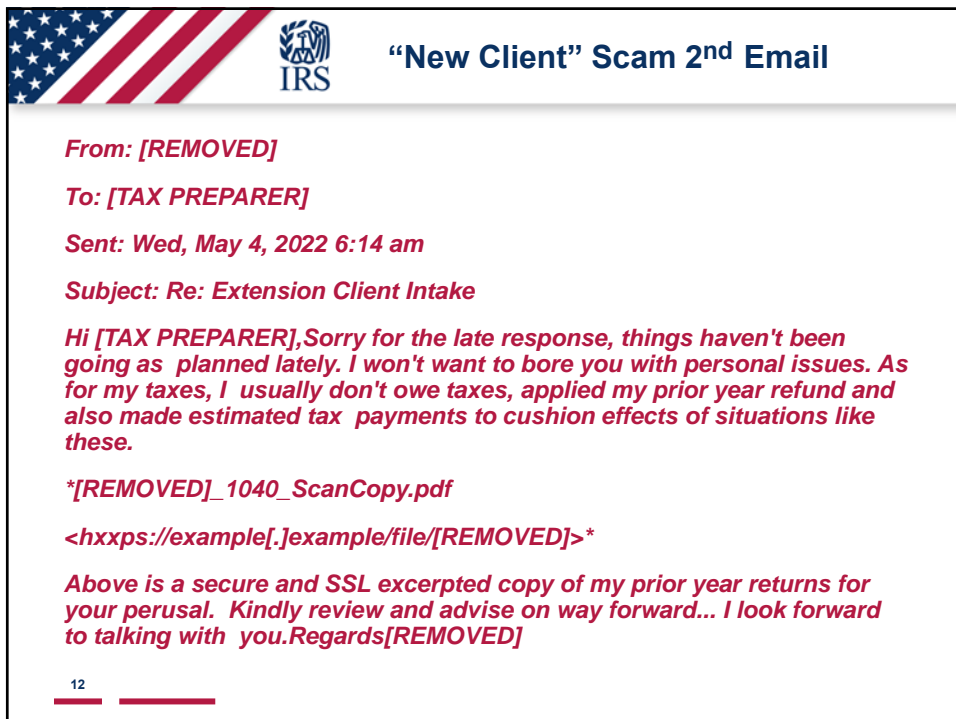 IRS
“New Client” Scam 2nd Email
From: [REMOVED]
To: [TAX PREPARER]
Sent: Wed, May 4, 2022 6:14 am
Subject: Re: Extension Client Intake
Hi [TAX PREPARER],Sorry for the late response, things haven't been
going as planned lately. I won't want to bore you with personal issues. As
for my taxes, I usually don't owe taxes, applied my prior year refund and
also made estimated tax payments to cushion effects of situations like
these.
*[REMOVED]_1040_ScanCopy.pdf
<hxxps://example[.]example/file/[REMOVED]>*
Above is a secure and SSL excerpted copy of my prior year returns for
your perusal. Kindly review and advise on way forward... I look forward
to talking with you.Regards[REMOVED]
12